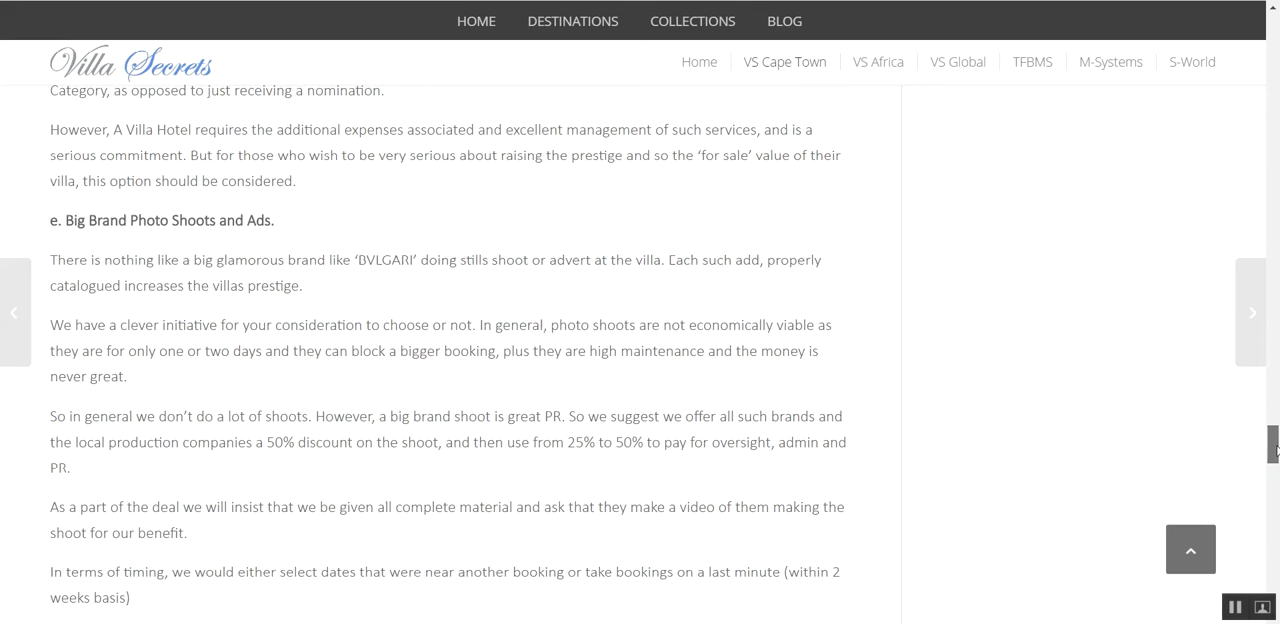 HOME DESTINATIONS COLLECTIONS BLOG
Villa Secrets
Home VS Cape Town VS Africa VS Global TFBMS M-Systems S-World
Category, as opposed to just receiving a nomination.
However, A Villa Hotel requires the additional expenses associated and excellent management of such services, and is a
serious commitment. But for those who wish to be very serious about raising the prestige and so the ‘for sale’ value of their
villa, this option should be considered.
e. Big Brand Photo Shoots and Ads.
There is nothing like a big glamorous brand like ‘BVLGARI’ doing stills shoot or advert at the villa. Each such add, properly
catalogued increases the villas prestige.
We have a clever initiative for your consideration to choose or not. In general, photo shoots are not economically viable as
they are for only one or two days and they can block a bigger booking, plus they are high maintenance and the money is
never great.
So in general we don’t do a lot of shoots. However, a big brand shoot is great PR. So we suggest we offer all such brands and
the local production companies a 50% discount on the shoot, and then use from 25% to 50% to pay for oversight, admin and
PR.
As a part of the deal we will insist that we be given all complete material and ask that they make a video of them making the
shoot for our benefit.
In terms of timing, we would either select dates that were near another booking or take bookings on a last minute (within 2
weeks basis)